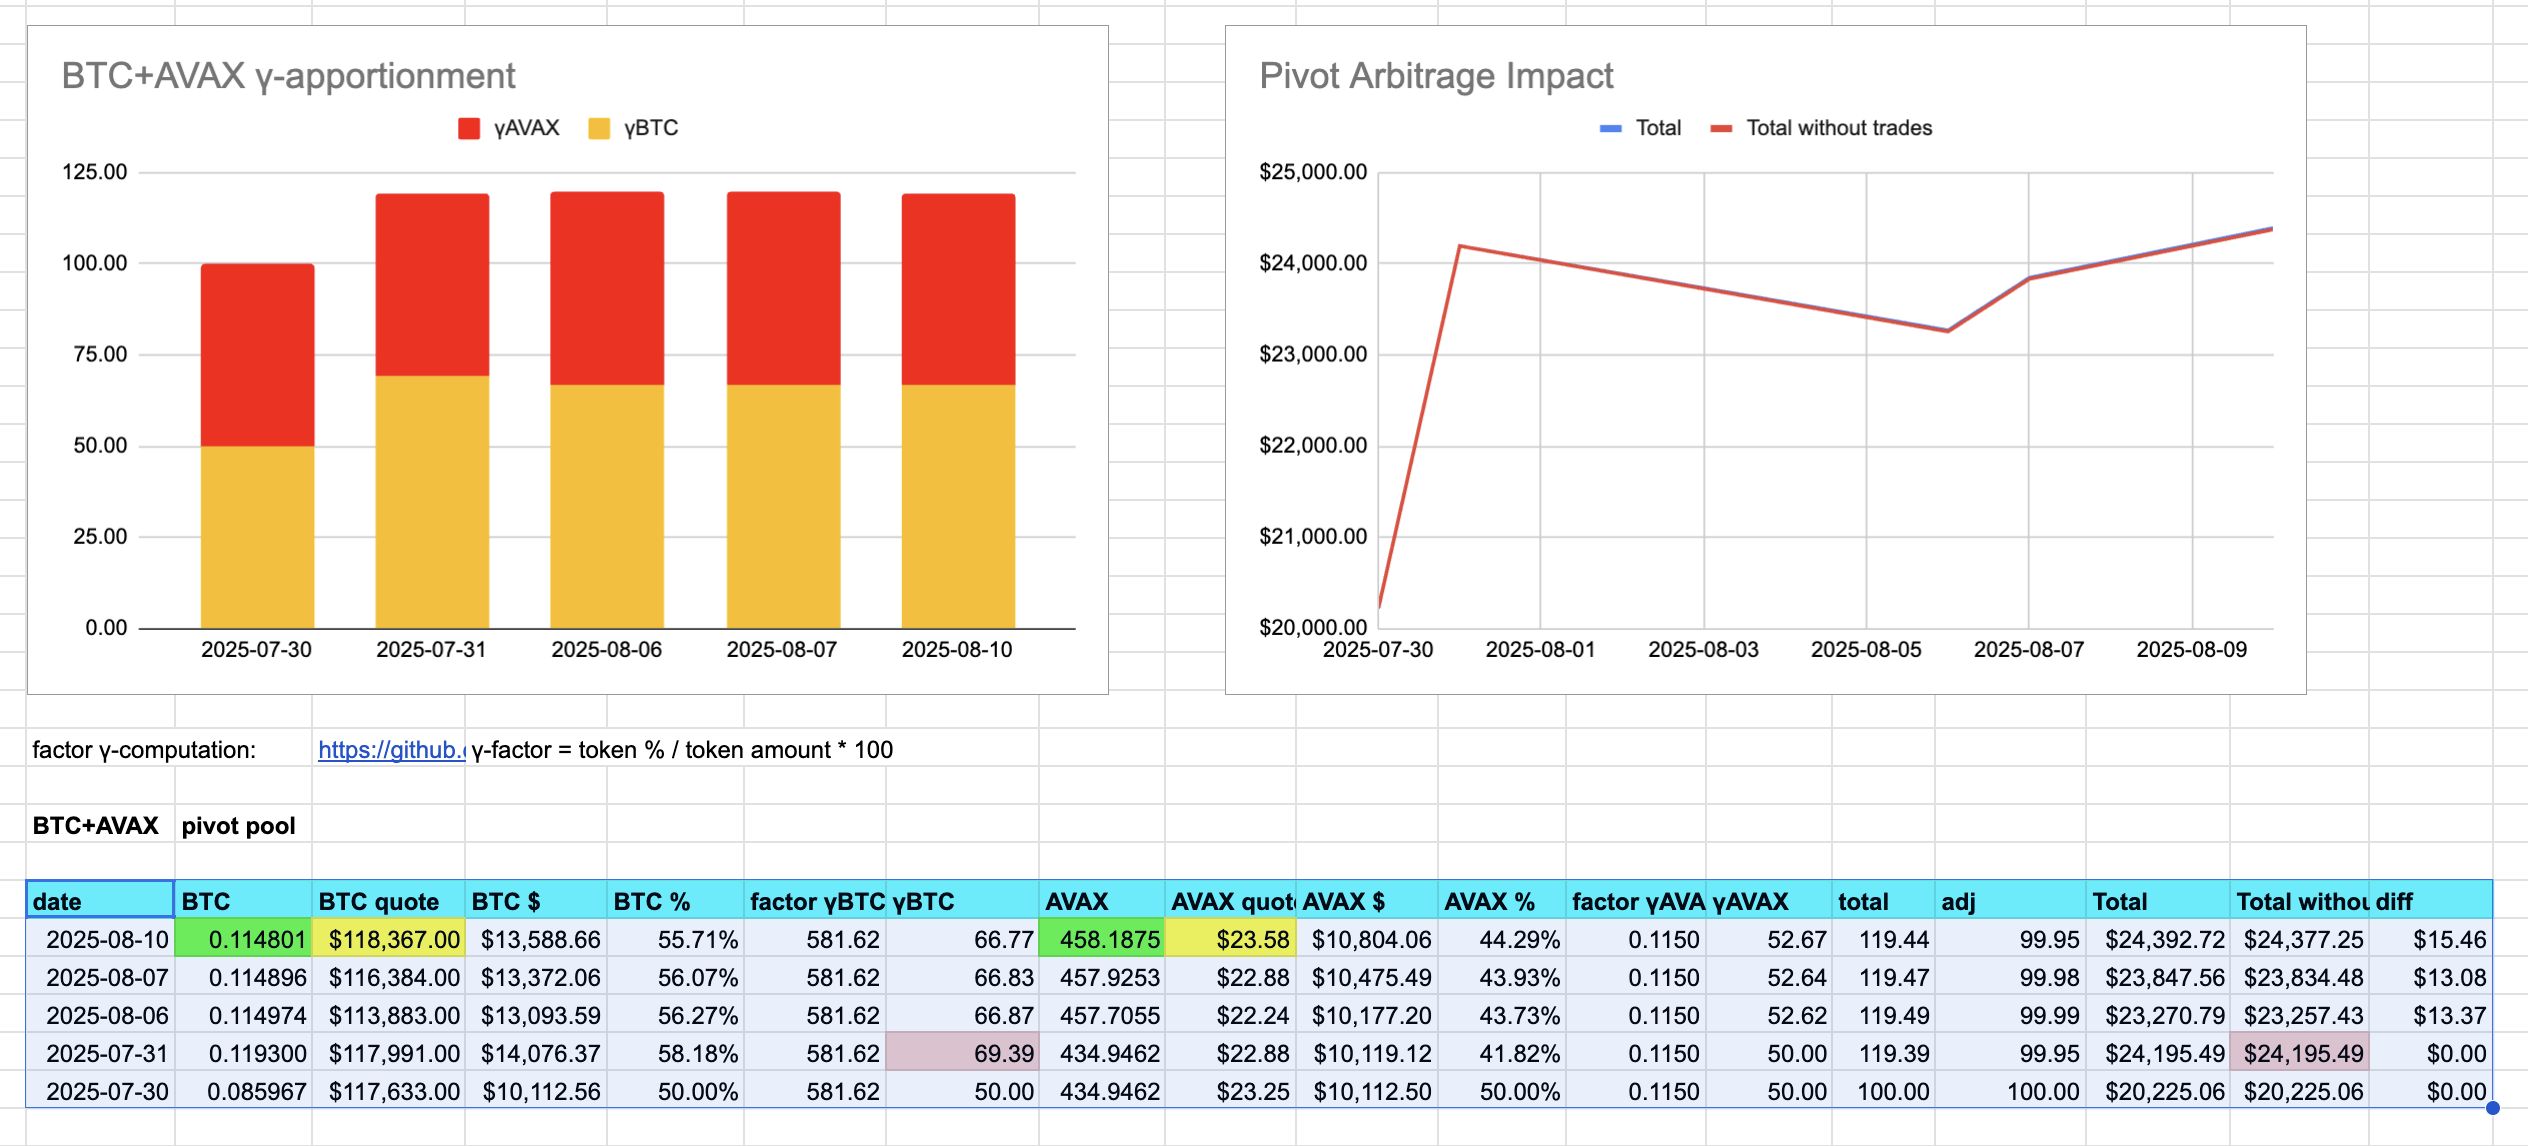 BTC+AVAX γ-apportionment
γAVAX γBTC
125.00
100.00
75.00
50.00
25.00
0.00
2025-07-30 2025-07-31 2025-08-06 2025-08-07 2025-08-10
Pivot Arbitrage Impact
Total Total without trades
$25,000.00
$24,000.00
$23,000.00
$22,000.00
$21,000.00
$20,000.00
2025-07-30 2025-08-01 2025-08-03 2025-08-05 2025-08-07 2025-08-09
factor γ-computation: https://github. γ-factor = token % / token amount * 100
BTC+AVAX pivot pool
date BTC BTC quote BTC $ BTC % factor γBTC γBTC AVAX AVAX quot AVAX $ AVAX % factor γAVA γAVAX total adj Total Total withou diff
2025-08-10 0.114801 $118,367.00 $13,588.66 55.71% 581.62 66.77 458.1875 $23.58 $10,804.06 44.29% 0.1150 52.67 119.44 99.95 $24,392.72 $24,377.25 $15.46
2025-08-07 0.114896 $116,384.00 $13,372.06 56.07% 581.62 66.83 457.9253 $22.88 $10,475.49 43.93% 0.1150 52.64 119.47 99.98 $23,847.56 $23,834.48 $13.08
2025-08-06 0.114974 $113,883.00 $13,093.59 56.27% 581.62 66.87 457.7055 $22.24 $10,177.20 43.73% 0.1150 52.62 119.49 99.99 $23,270.79 $23,257.43 $13.37
2025-07-31 0.119300 $117,991.00 $14,076.37 58.18% 581.62 69.39 434.9462 $22.88 $10,119.12 41.82% 0.1150 50.00 119.39 99.95 $24,195.49 $24,195.49 $0.00
2025-07-30 0.085967 $117,633.00 $10,112.56 50.00% 581.62 50.00 434.9462 $23.25 $10,112.50 50.00% 0.1150 50.00 100.00 100.00 $20,225.06 $20,225.06 $0.00